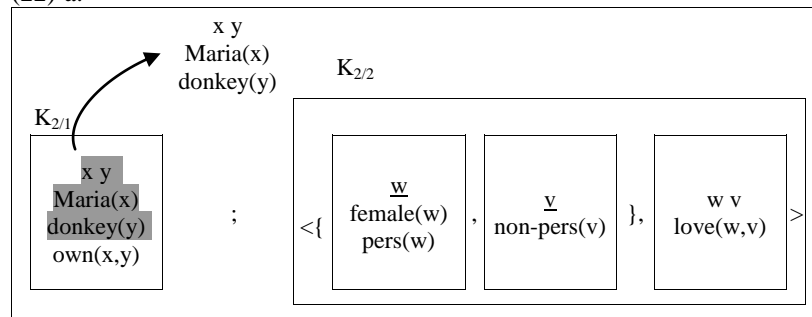 (22) a.
x y
Maria(x)
donkey(y)
K2/2
K2/1
x y
Maria(x)
donkey(y)
own(x,y)
;
<{
w
female(w)
pers(w)
,
v
non-pers(v)
},
w v
love(w,v)
>